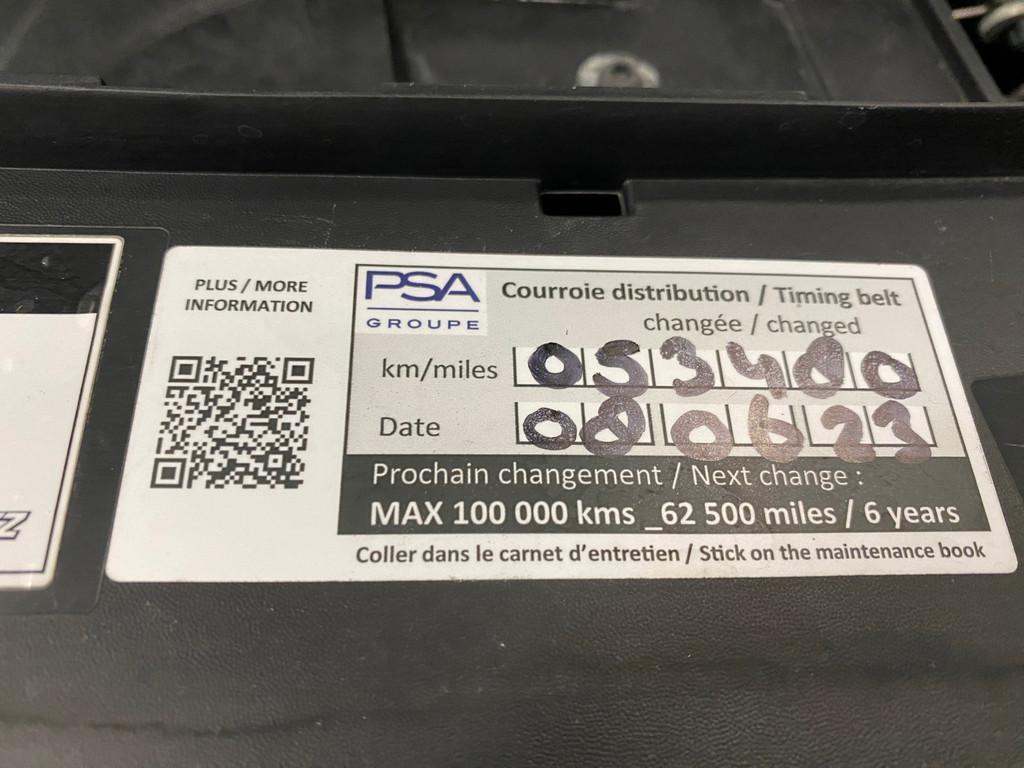 PLUS / MORE
INFORMATION
PSA
GROUPE
Courroie distribution / Timing belt
changée / changed
km/miles 053400
Date 080623
Prochain changement / Next change :
MAX 100 000 kms _62 500 miles / 6 years
Coller dans le carnet d'entretien / Stick on the maintenance book